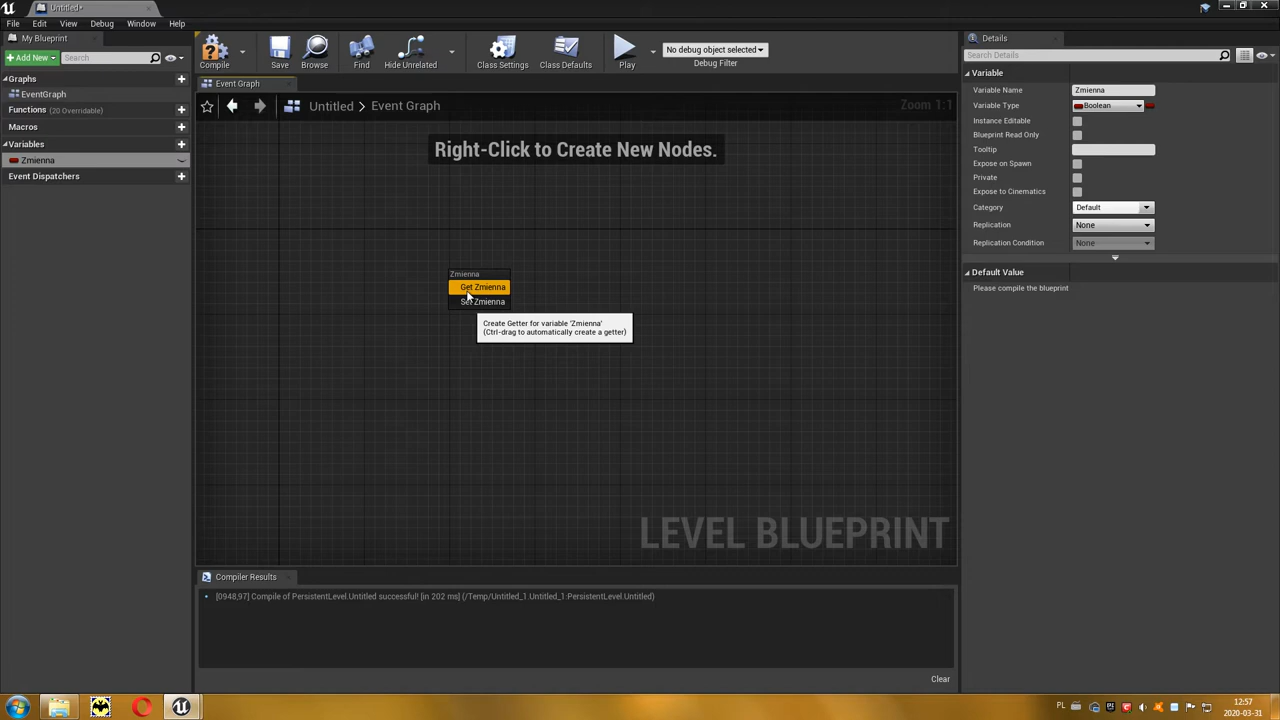 Untitled*
File Edit View Debug Window Help
My Blueprint
Add New
Search
Graphs
EventGraph
Functions (20 Overridable)
Macros
Variables
Zmienna
Event Dispatchers
Compile
Save
Browse
Find
Hide Unrelated
Class Settings
Class Defaults
Play
No debug object selected
Debug Filter
Event Graph
Untitled > Event Graph
Zoom 1:1
Right-Click to Create New Nodes.
Zmienna
Get Zmienna
Set Zmienna
Create Getter for variable 'Zmienna'
(Ctrl-drag to automatically create a getter)
LEVEL BLUEPRINT
Compiler Results
[0948,97] Compile of PersistentLevel.Untitled successful! [in 202 ms] (/Temp/Untitled_1.Untitled_1:PersistentLevel.Untitled)
Clear
Details
Search Details
Variable
Variable Name Zmienna
Variable Type Boolean
Instance Editable
Blueprint Read Only
Tooltip
Expose on Spawn
Private
Expose to Cinematics
Category Default
Replication None
Replication Condition None
Default Value
Please compile the blueprint
PL
12:57
2020-03-31